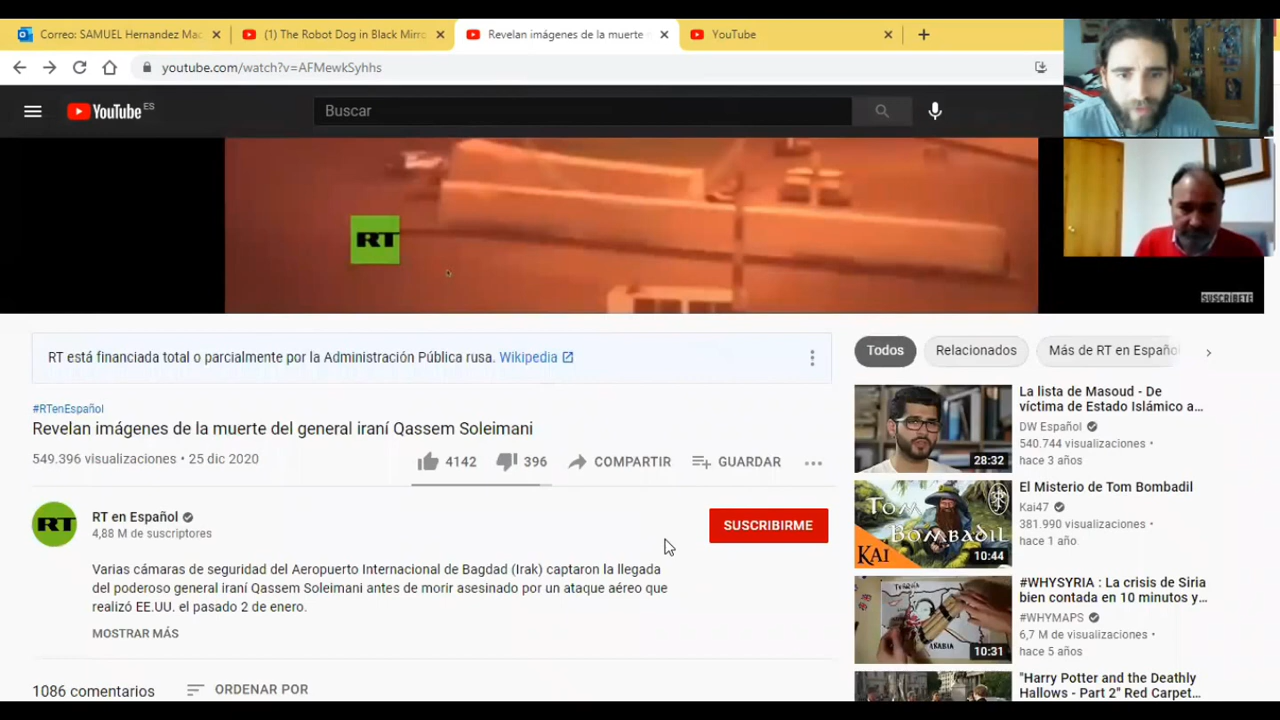 Correo: SAMUEL Hernandez Mac
(1) The Robot Dog in Black Mirro
Revelan imágenes de la muerte
YouTube
youtube.com/watch?v=AFMewkSyhhs
YouTube ES
Buscar
RT
SUSCRÍBETE
RT está financiada total o parcialmente por la Administración Pública rusa. Wikipedia
#RTenEspañol
Revelan imágenes de la muerte del general iraní Qassem Soleimani
549.396 visualizaciones • 25 dic 2020
4142
396
COMPARTIR
GUARDAR
RT
RT en Español
4,88 M de suscriptores
SUSCRIBIRME
Varias cámaras de seguridad del Aeropuerto Internacional de Bagdad (Irak) captaron la llegada
del poderoso general iraní Qassem Soleimani antes de morir asesinado por un ataque aéreo que
realizó EE.UU. el pasado 2 de enero.
MOSTRAR MÁS
1086 comentarios
ORDENAR POR
Todos
Relacionados
Más de RT en Español
28:32
La lista de Masoud - De
víctima de Estado Islámico a...
DW Español
540.744 visualizaciones •
hace 3 años
TOM
BOMBADIL
KAI
10:44
El Misterio de Tom Bombadil
Kai47
381.990 visualizaciones •
hace 1 año
TURQUÍA
ARABIA
10:31
#WHYSYRIA : La crisis de Siria
bien contada en 10 minutos y...
#WHYMAPS
6,7 M de visualizaciones •
hace 5 años
"Harry Potter and the Deathly
Hallows - Part 2" Red Carpet...